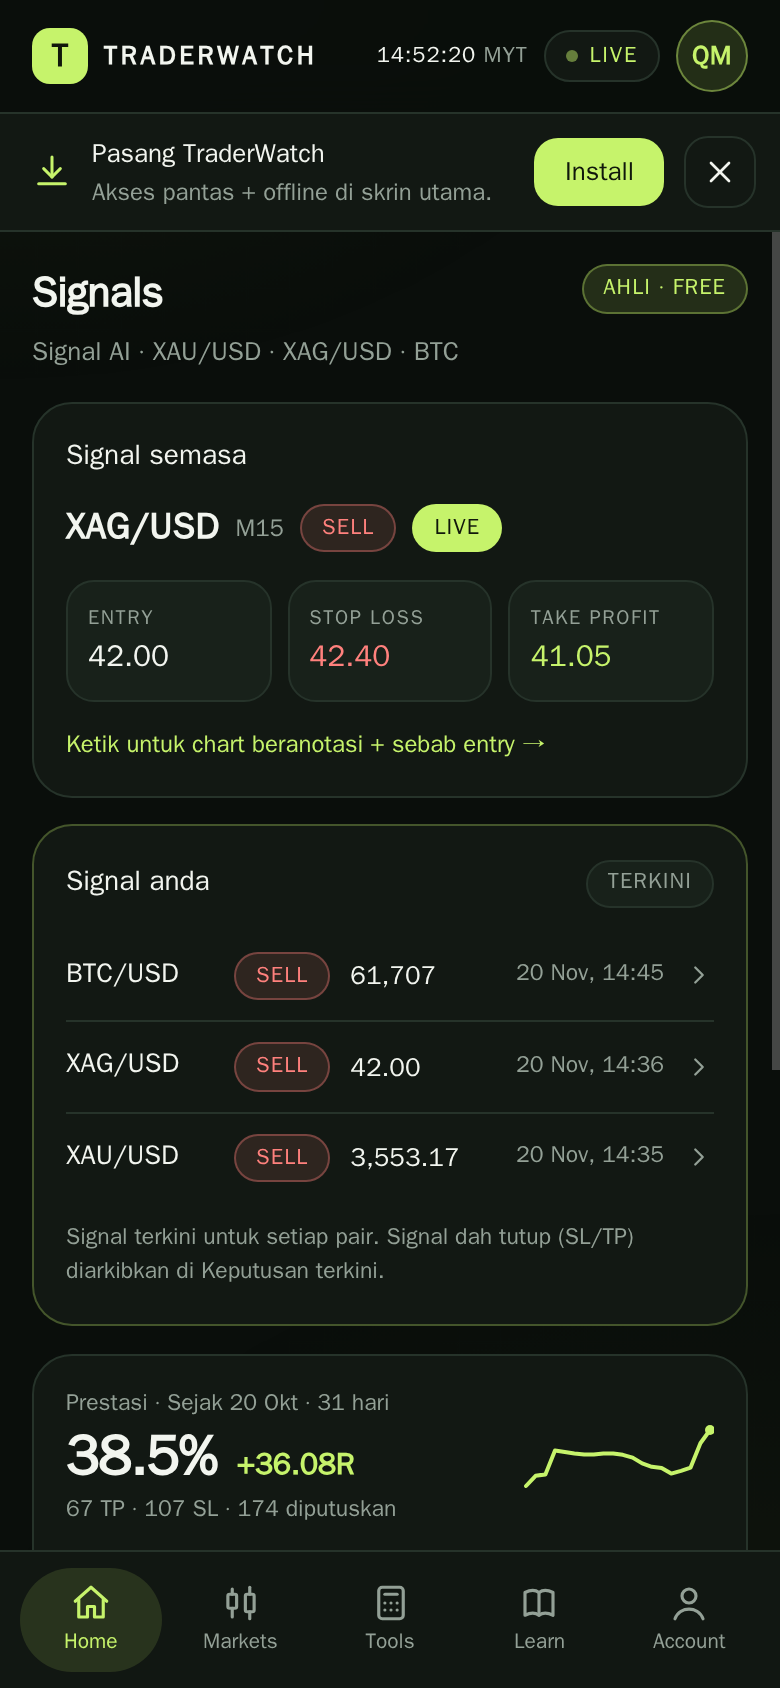 T TRADERWATCH 14:52:20 MYT LIVE QM
Pasang TraderWatch
Akses pantas + offline di skrin utama.
Install
Signals
AHLI · FREE
Signal AI · XAU/USD · XAG/USD · BTC
Signal semasa
XAG/USD M15 SELL LIVE
ENTRY STOP LOSS TAKE PROFIT
42.00 42.40 41.05
Ketik untuk chart beranotasi + sebab entry →
Signal anda TERKINI
BTC/USD SELL 61,707 20 Nov, 14:45
XAG/USD SELL 42.00 20 Nov, 14:36
XAU/USD SELL 3,553.17 20 Nov, 14:35
Signal terkini untuk setiap pair. Signal dah tutup (SL/TP)
diarkibkan di Keputusan terkini.
Prestasi · Sejak 20 Okt · 31 hari
38.5% +36.08R
67 TP · 107 SL · 174 diputuskan
Home Markets Tools Learn Account